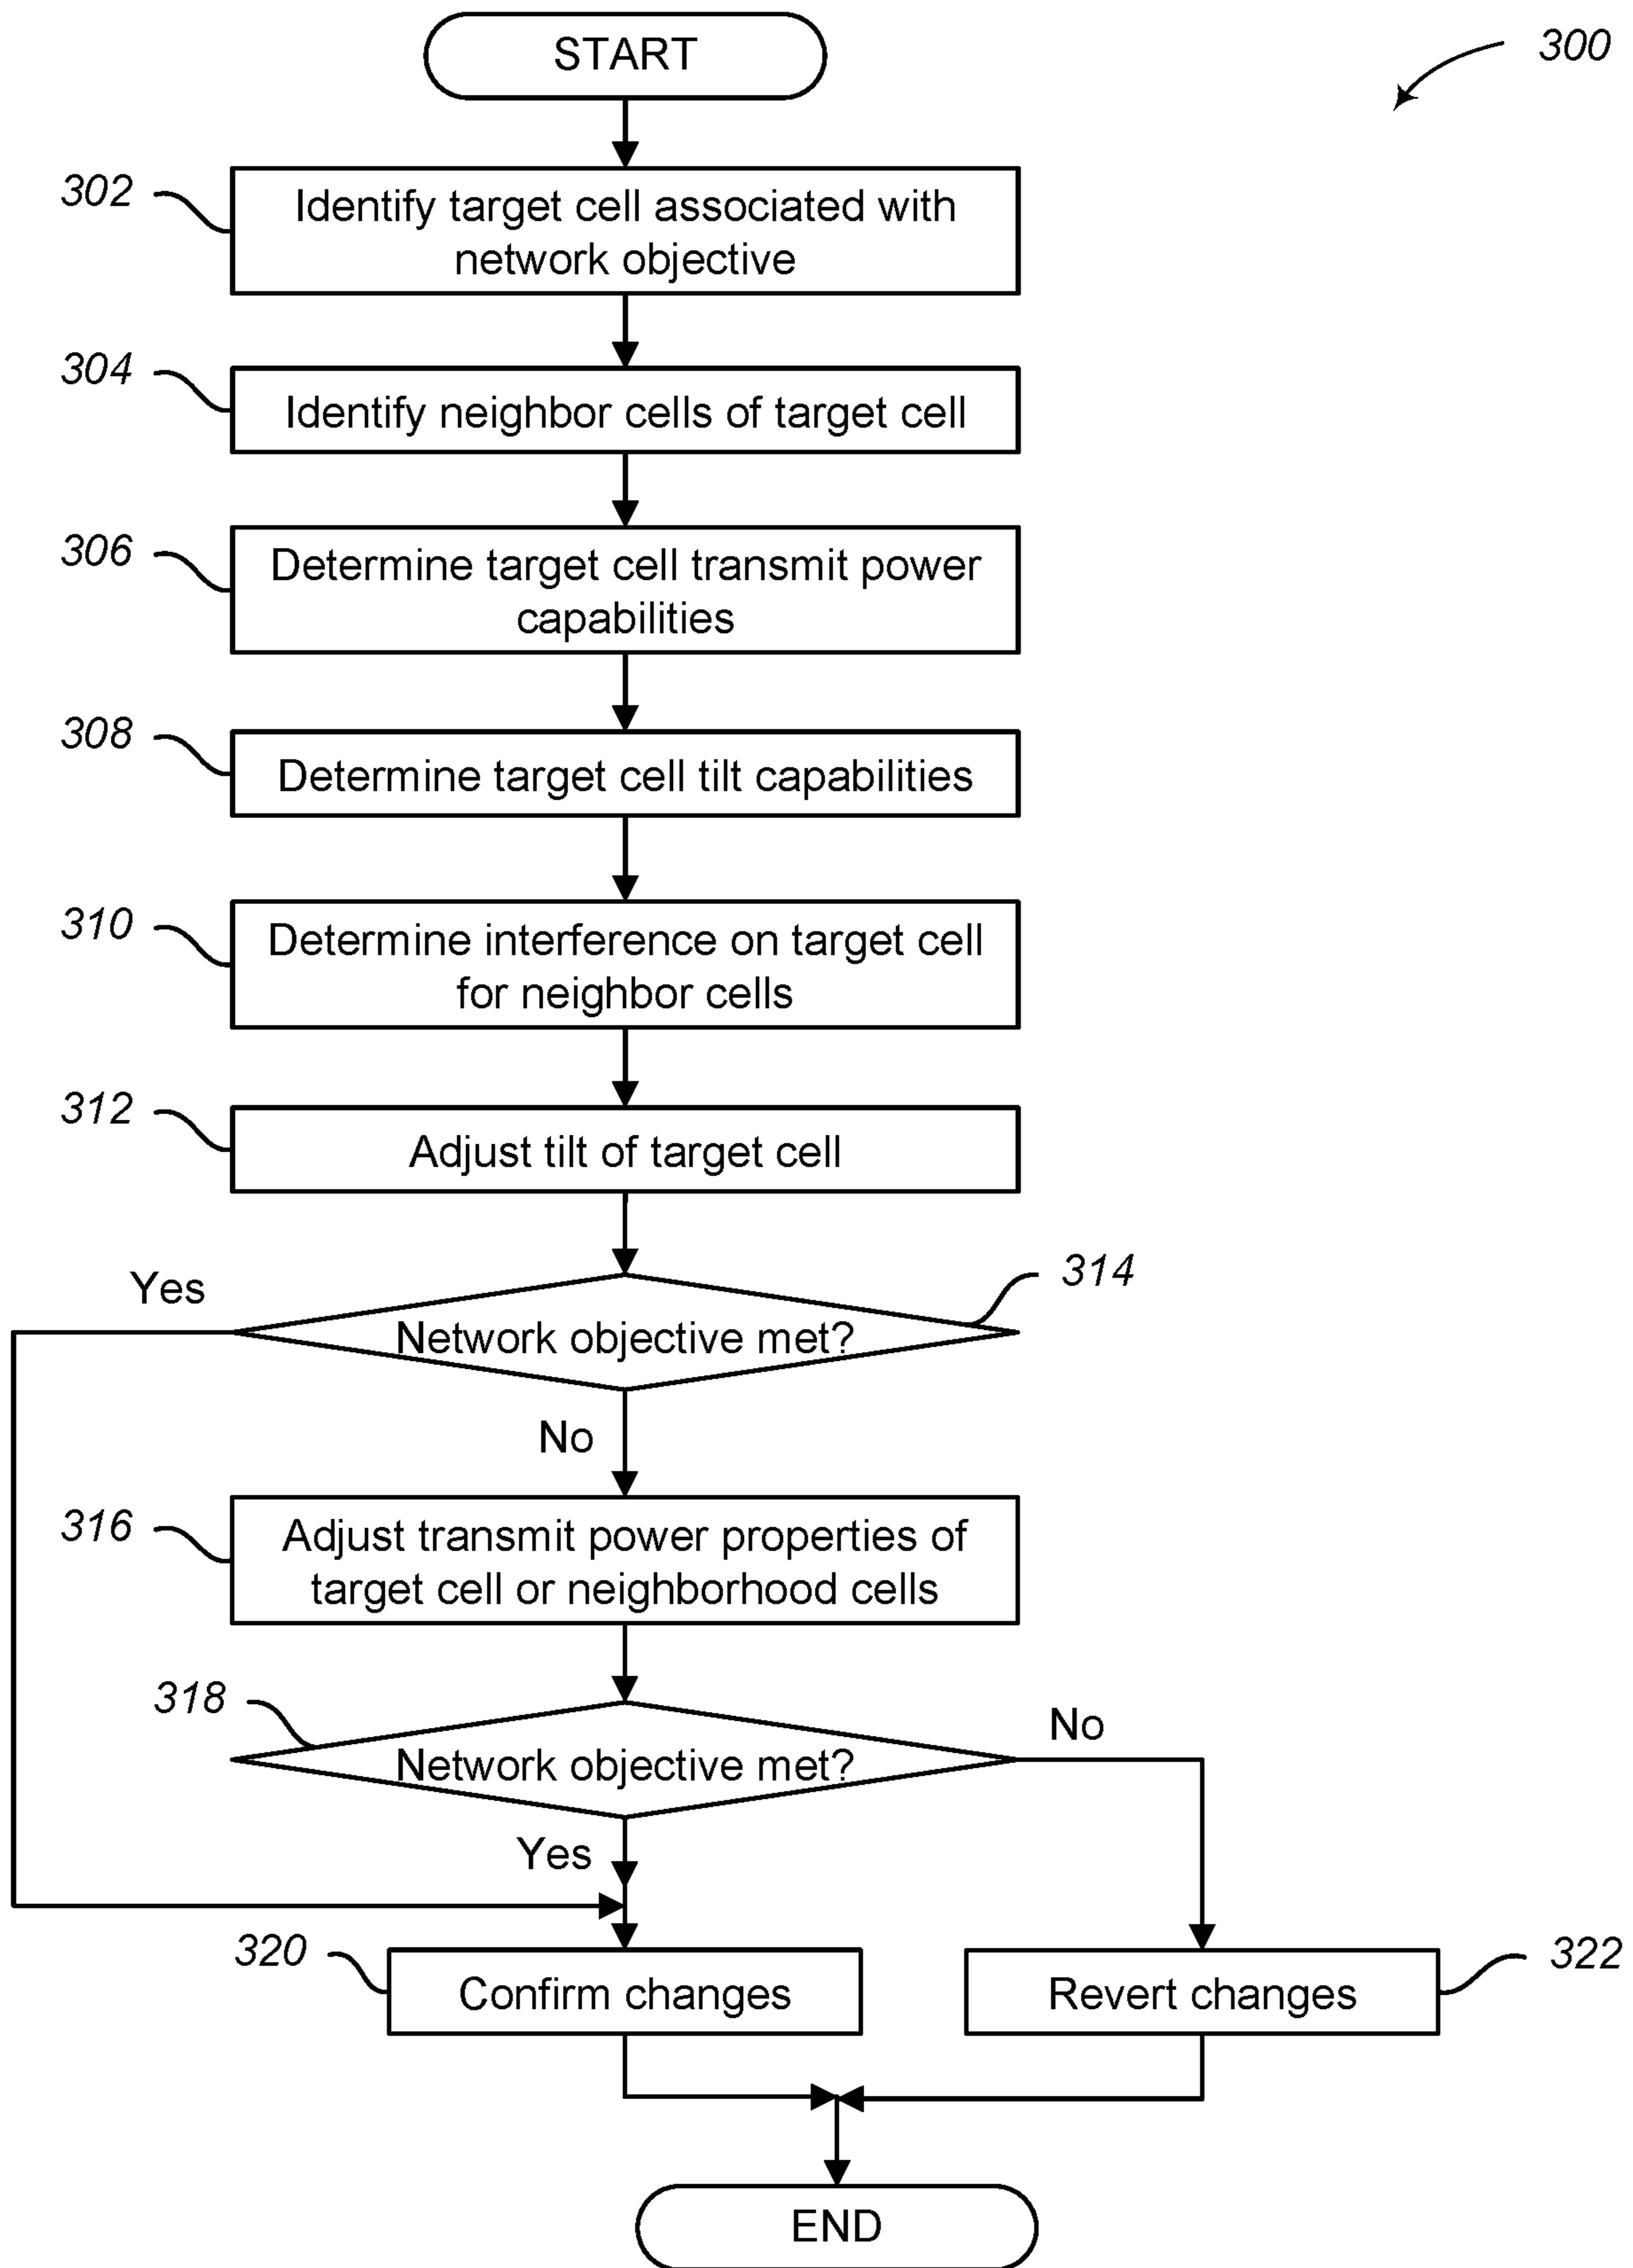 START
300
302
Identify target cell associated with
network objective
304
Identify neighbor cells of target cell
306
Determine target cell transmit power
capabilities
308
Determine target cell tilt capabilities
310
Determine interference on target cell
for neighbor cells
312
Adjust tilt of target cell
314
Yes
Network objective met?
No
316
Adjust transmit power properties of
target cell or neighborhood cells
318
No
Network objective met?
Yes
320
Confirm changes
Revert changes
322
END